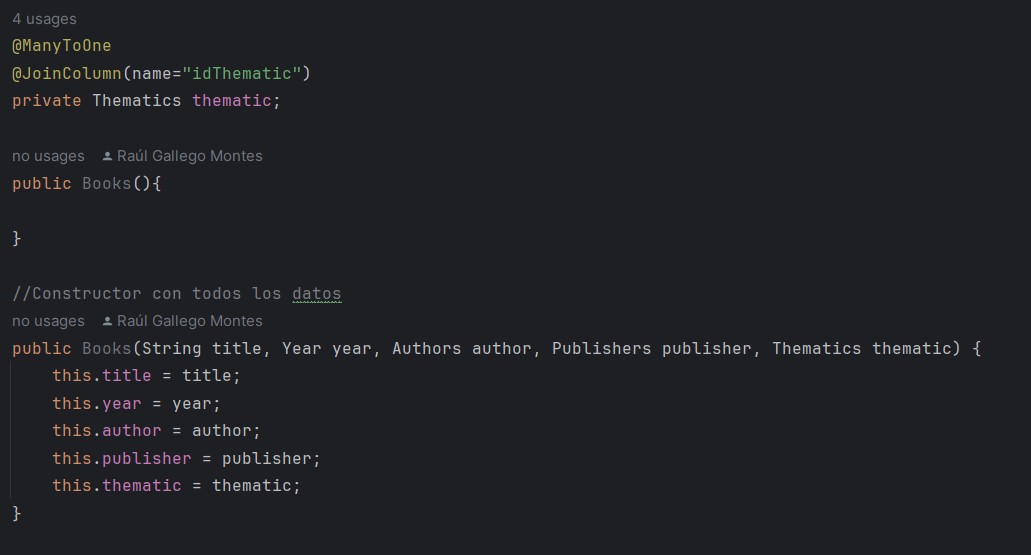 4 usages
@ManyToOne
@JoinColumn(name="idThematic")
private Thematics thematic;
no usages Raúl Gallego Montes
public Books(){
}
//Constructor con todos los datos
no usages Raúl Gallego Montes
public Books(String title, Year year, Authors author, Publishers publisher, Thematics thematic) {
this.title = title;
this.year = year;
this.author = author;
this.publisher = publisher;
this.thematic = thematic;
}